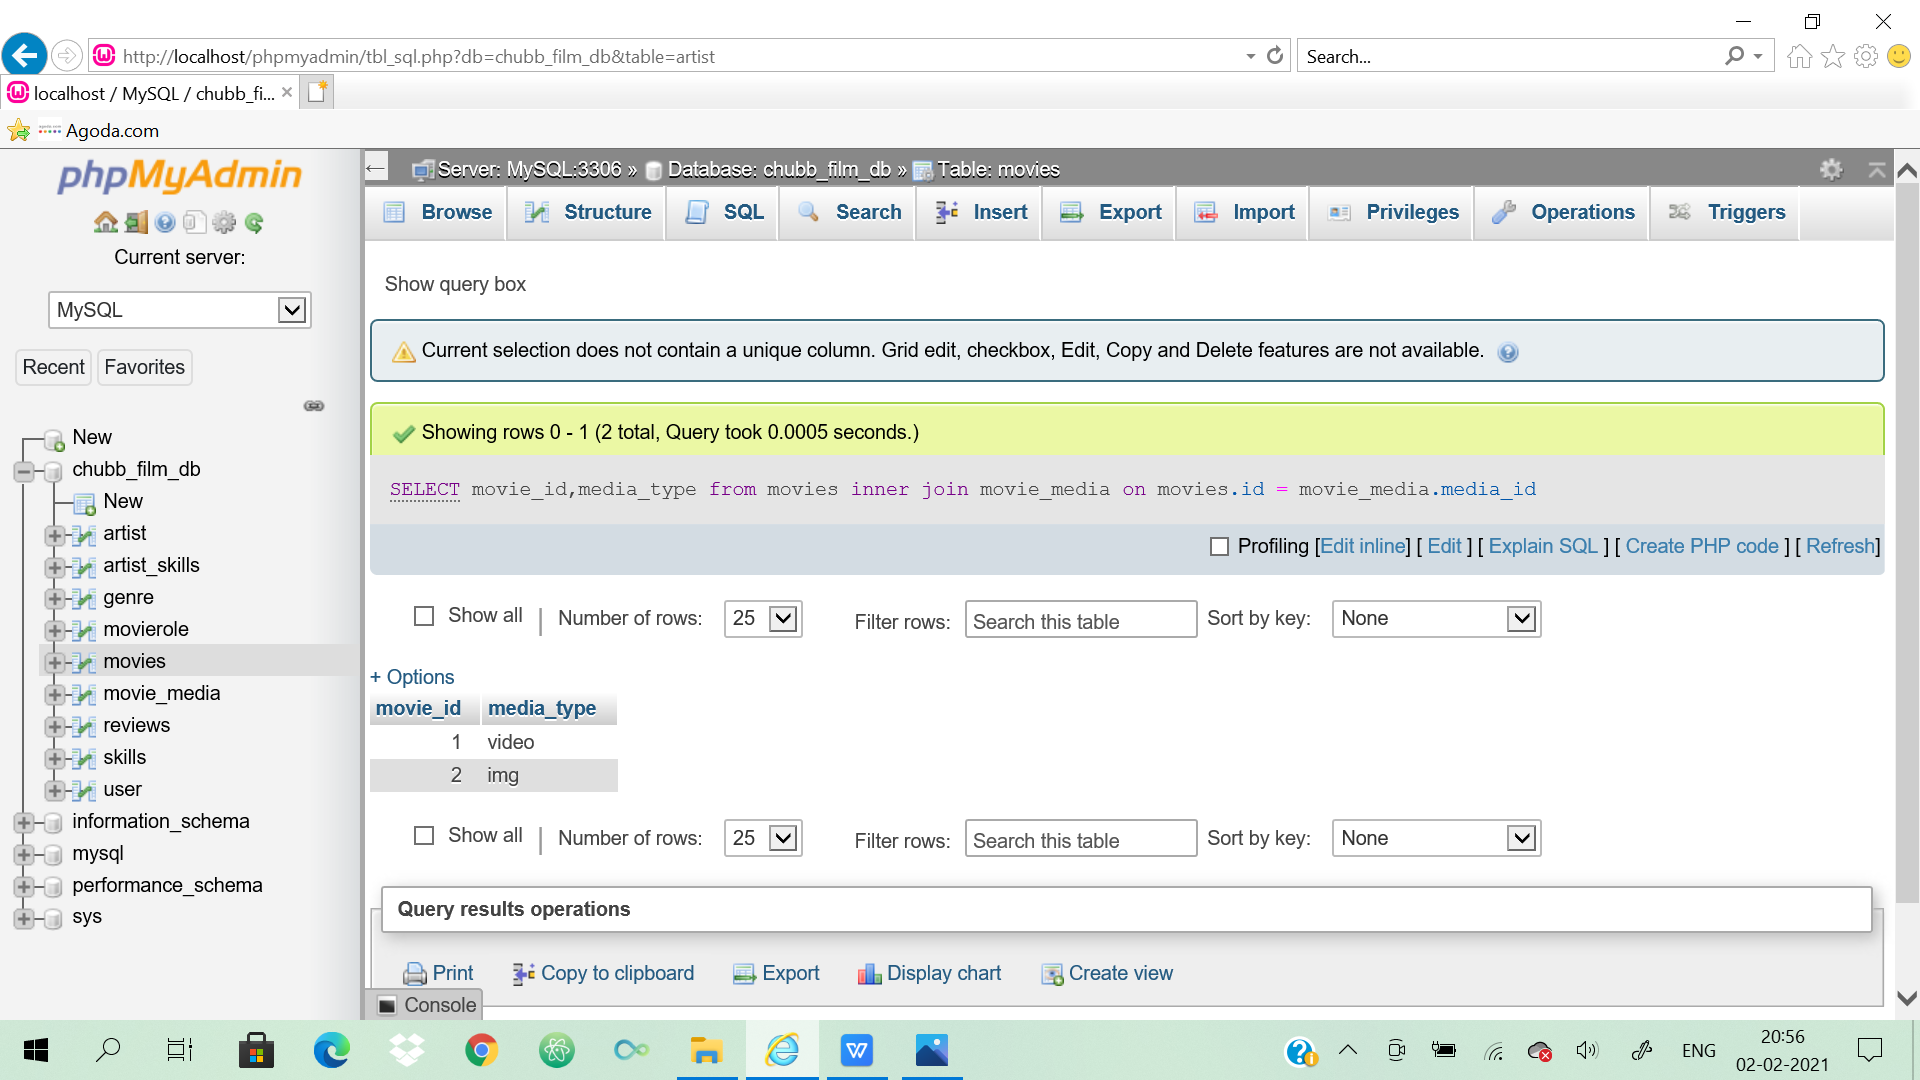 http://localhost/phpmyadmin/tbl_sql.php?db=chubb_film_db&table=artist
Search...
localhost / MySQL / chubb_fi...
Agoda.com
phpMyAdmin
Current server:
MySQL
Recent
Favorites
New
chubb_film_db
New
artist
artist_skills
genre
movierole
movies
movie_media
reviews
skills
user
information_schema
mysql
performance_schema
sys
Server: MySQL:3306 » Database: chubb_film_db » Table: movies
Browse
Structure
SQL
Search
Insert
Export
Import
Privileges
Operations
Triggers
Show query box
Current selection does not contain a unique column. Grid edit, checkbox, Edit, Copy and Delete features are not available.
Showing rows 0 - 1 (2 total, Query took 0.0005 seconds.)
SELECT movie_id,media_type from movies inner join movie_media on movies.id = movie_media.media_id
Profiling [Edit inline] [ Edit ] [ Explain SQL ] [ Create PHP code ] [ Refresh]
Show all | Number of rows: 25 Filter rows: Search this table Sort by key: None
+ Options
movie_id media_type
1 video
2 img
Show all | Number of rows: 25 Filter rows: Search this table Sort by key: None
Query results operations
Print Copy to clipboard Export Display chart Create view
Console
ENG
20:56
02-02-2021